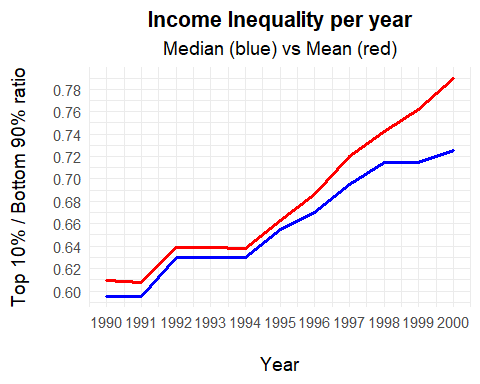 Income Inequality per year
Median (blue) vs Mean (red)
Top 10% / Bottom 90% ratio
0.78
0.76
0.74
0.72
0.70
0.68
0.66
0.64
0.62
0.60
1990 1991 1992 1993 1994 1995 1996 1997 1998 1999 2000
Year